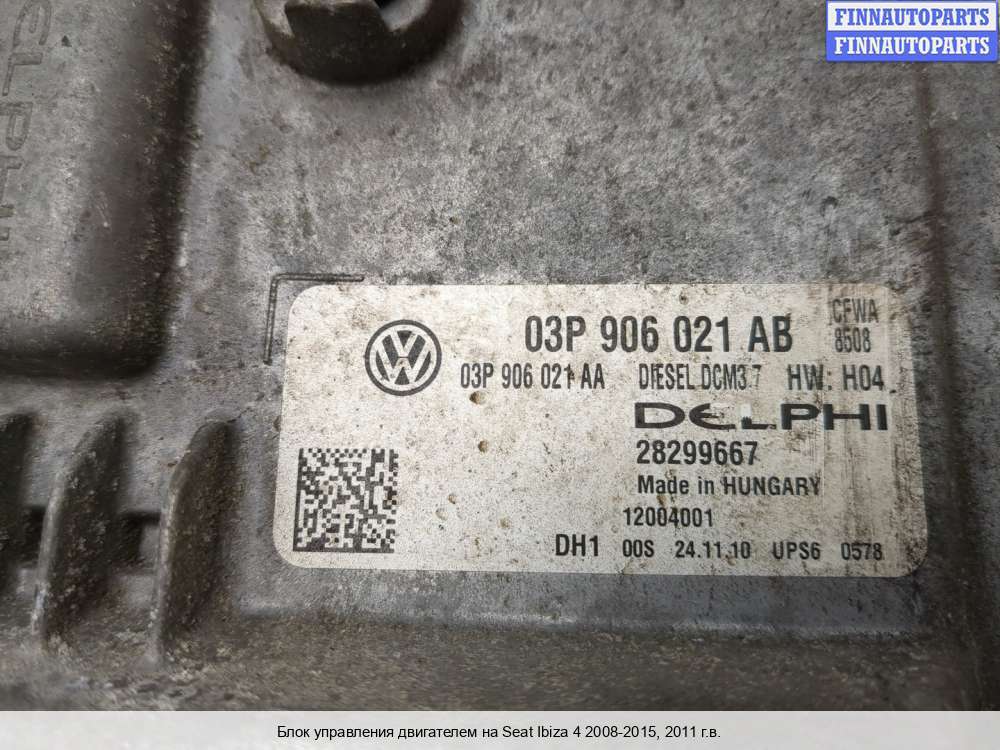 FINNAUTOPARTS
FINNAUTOPARTS
03P 906 021 AB
CFWA
8508
03P 906 021 AA DIESEL DCM3.7 HW: H04
DELPHI
28299667
Made in HUNGARY
12004001
DH1 00S 24.11.10 UPS6 0578
Блок управления двигателем на Seat Ibiza 4 2008-2015, 2011 г.в.